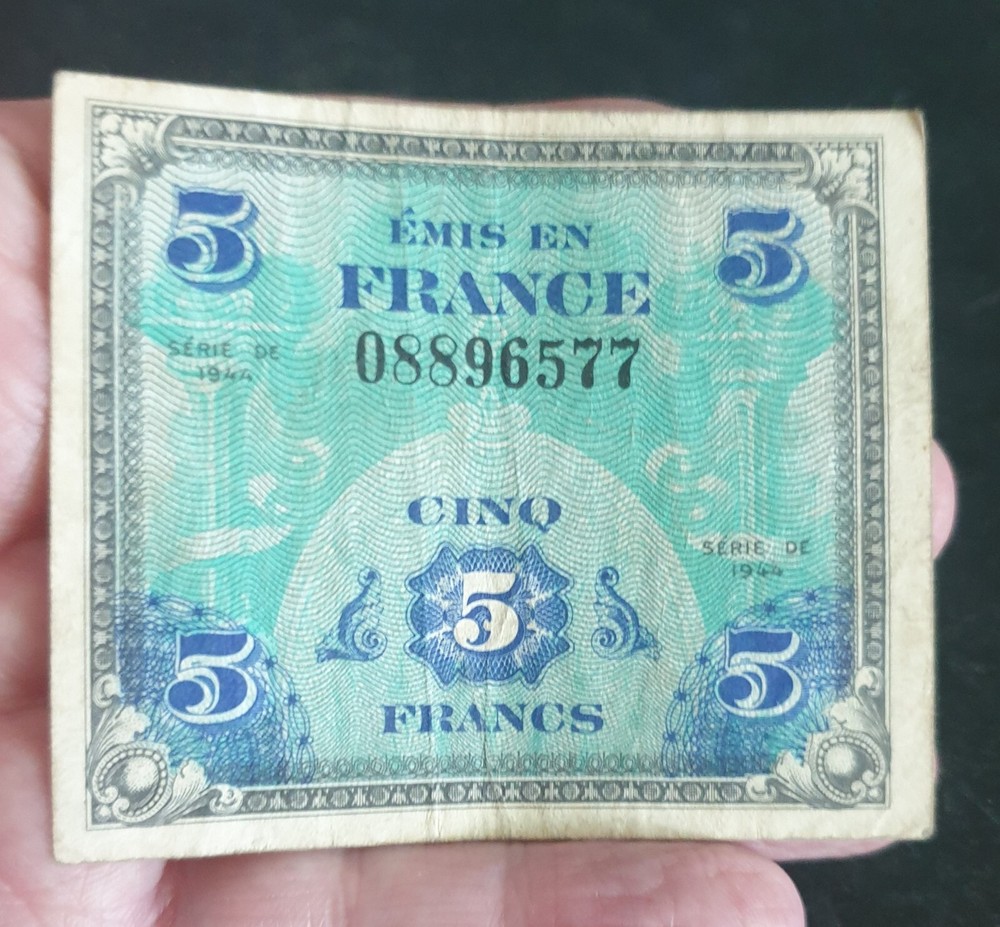 5 ÉMIS EN 5
FRANCE
08896577
SÉRIE DE
1944
CINQ
SÉRIE DE
1944
5
5 5
FRANCS